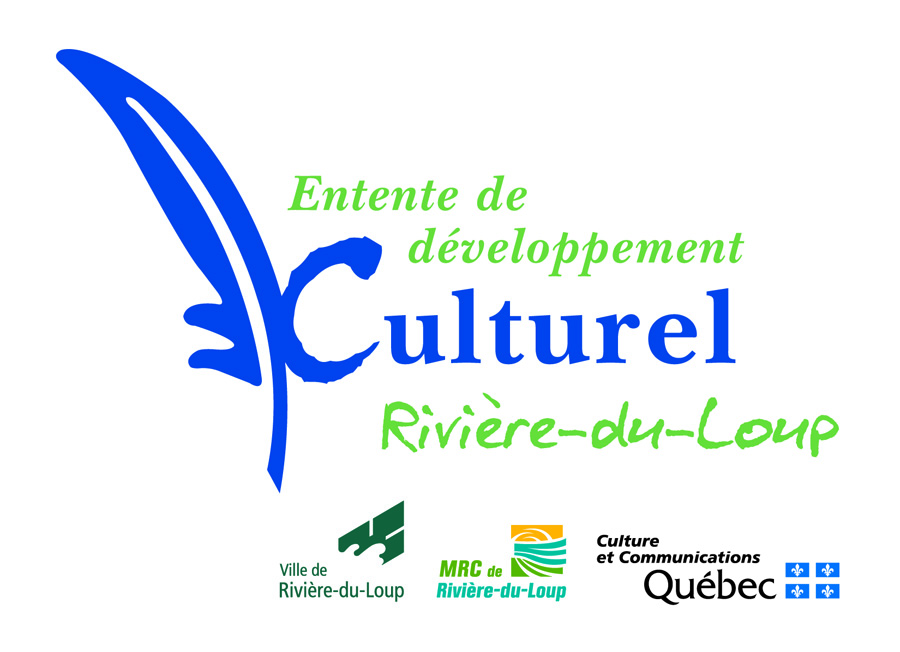 Entente de
développement
Culturel
Rivière-du-Loup
Ville de
Rivière-du-Loup
MRC de
Rivière-du-Loup
Culture
et Communications
Québec